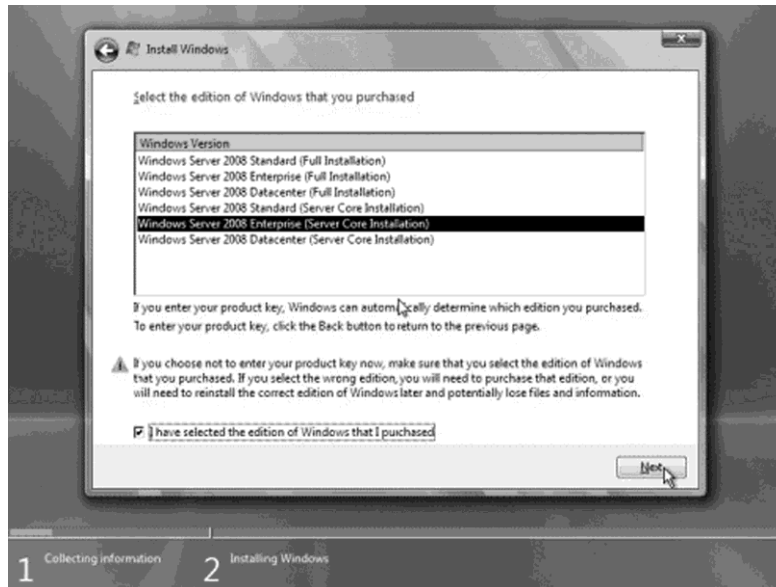 Install Windows
Select the edition of Windows that you purchased
Windows Version
Windows Server 2008 Standard (Full Installation)
Windows Server 2008 Enterprise (Full Installation)
Windows Server 2008 Datacenter (Full Installation)
Windows Server 2008 Standard (Server Core Installation)
Windows Server 2008 Enterprise (Server Core Installation)
Windows Server 2008 Datacenter (Server Core Installation)
If you enter your product key, Windows can automatically determine which edition you purchased.
To enter your product key, click the Back button to return to the previous page.
If you choose not to enter your product key now, make sure that you select the edition of Windows
that you purchased. If you select the wrong edition, you will need to purchase that edition, or you
will need to reinstall the correct edition of Windows later and potentially lose files and information.
I have selected the edition of Windows that I puchased
Next
1 Collecting information
2 Installing Windows